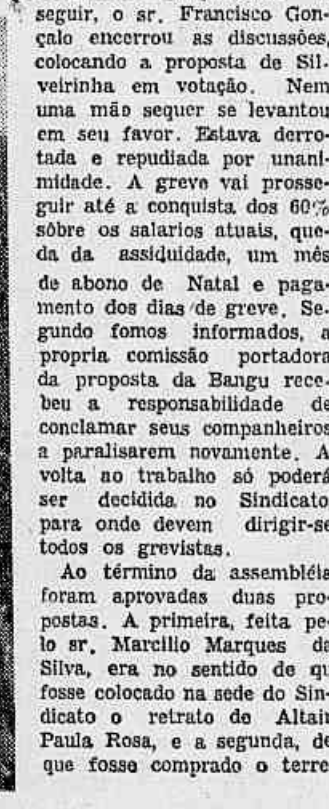 seguir, o sr. Francisco Gon-
çalo encerrou as discussões,
colocando a proposta de Sil-
veirinha em votação. Nem
uma mão sequer se levantou
em seu favor. Estava derro-
tada e repudiada por unani-
midade. A greve vai prosse-
guir até a conquista dos 60%
sôbre os salarios atuais, que-
da da assiduidade, um mês
de abono de Natal e paga-
mento dos dias de greve. Se-
gundo fomos informados, a
propria comissão portadora
da proposta da Bangu rece-
beu a responsabilidade de
conclamar seus companheiros
a paralisarem novamente. A
volta ao trabalho só poderá
ser decidida no Sindicato
para onde devem dirigir-se
todos os grevistas.
Ao término da assembléia
foram aprovadas duas pro-
postas. A primeira, feita pe-
lo sr. Marcilio Marques da
Silva, era no sentido de qu
fosse colocado na sede do Sin-
dicato o retrato de Altair
Paula Rosa, e a segunda, de
que fosse comprado o terre